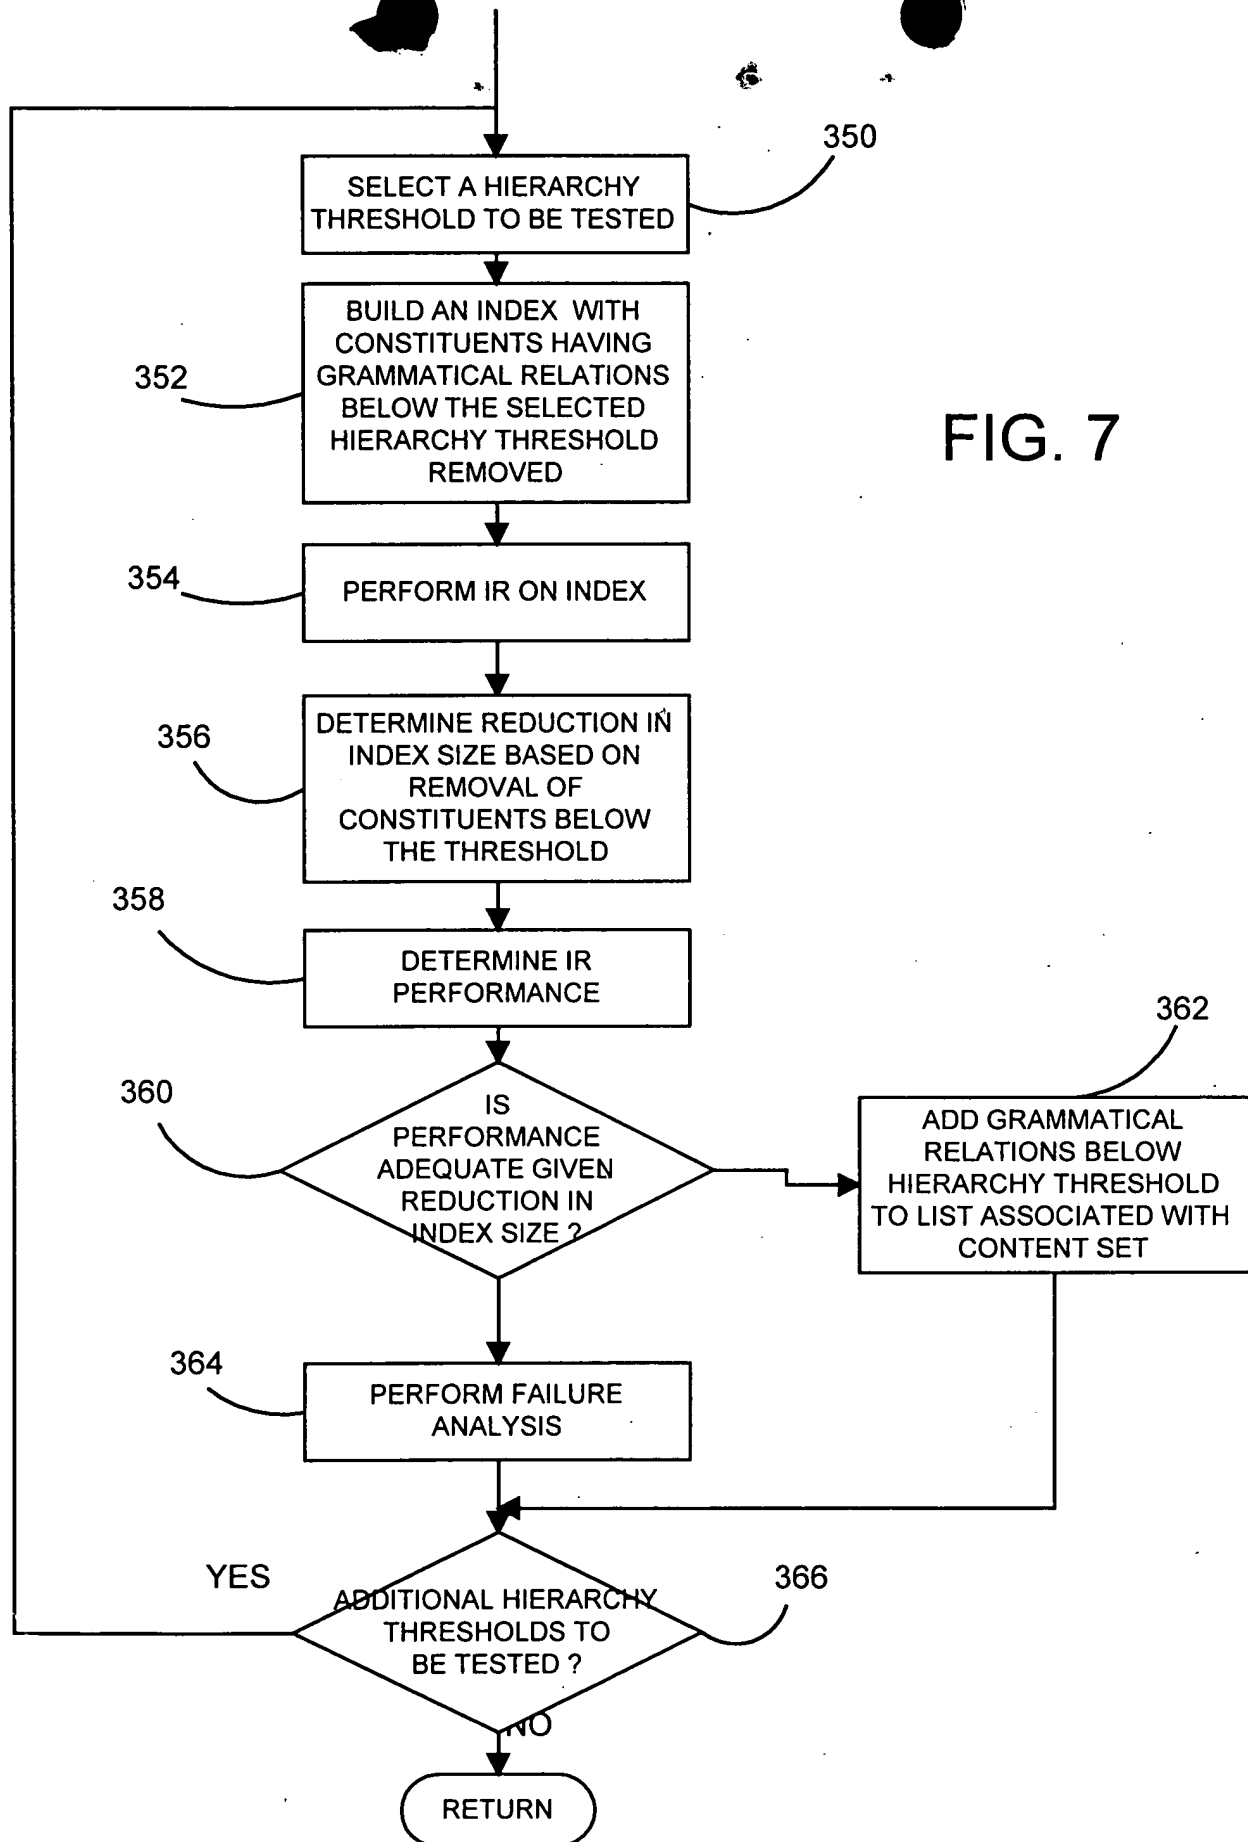 350
SELECT A HIERARCHY
THRESHOLD TO BE TESTED
BUILD AN INDEX WITH
CONSTITUENTS HAVING
GRAMMATICAL RELATIONS
BELOW THE SELECTED
HIERARCHY THRESHOLD
REMOVED
352
FIG. 7
354
PERFORM IR ON INDEX
356
DETERMINE REDUCTION IN
INDEX SIZE BASED ON
REMOVAL OF
CONSTITUENTS BELOW
THE THRESHOLD
358
DETERMINE IR
PERFORMANCE
360
IS
PERFORMANCE
ADEQUATE GIVEN
REDUCTION IN
INDEX SIZE ?
362
ADD GRAMMATICAL
RELATIONS BELOW
HIERARCHY THRESHOLD
TO LIST ASSOCIATED WITH
CONTENT SET
364
PERFORM FAILURE
ANALYSIS
YES
366
ADDITIONAL HIERARCHY
THRESHOLDS TO
BE TESTED ?
NO
RETURN